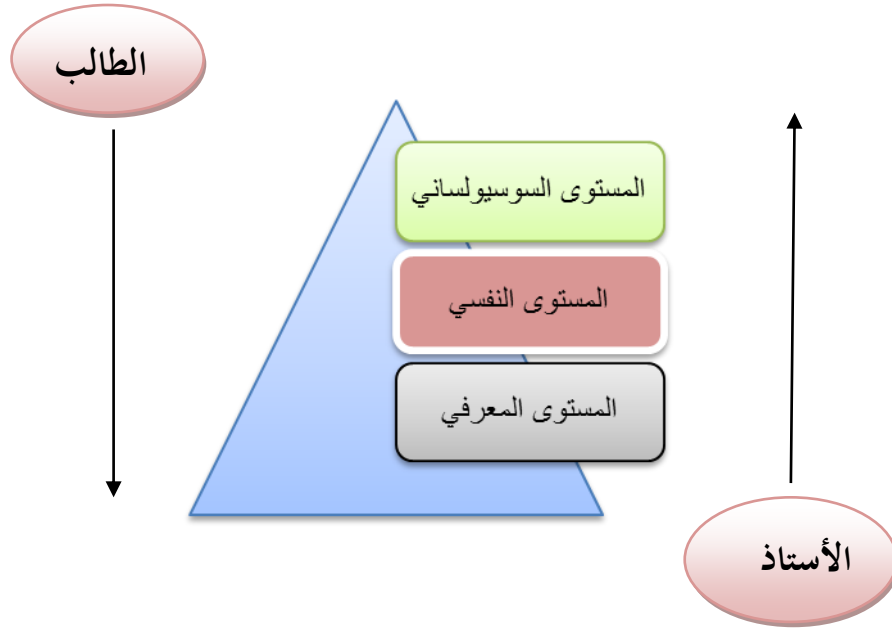 الطالب
المستوى السوسيولساني
المستوى النفسي
المستوى المعرفي
الأستاذ